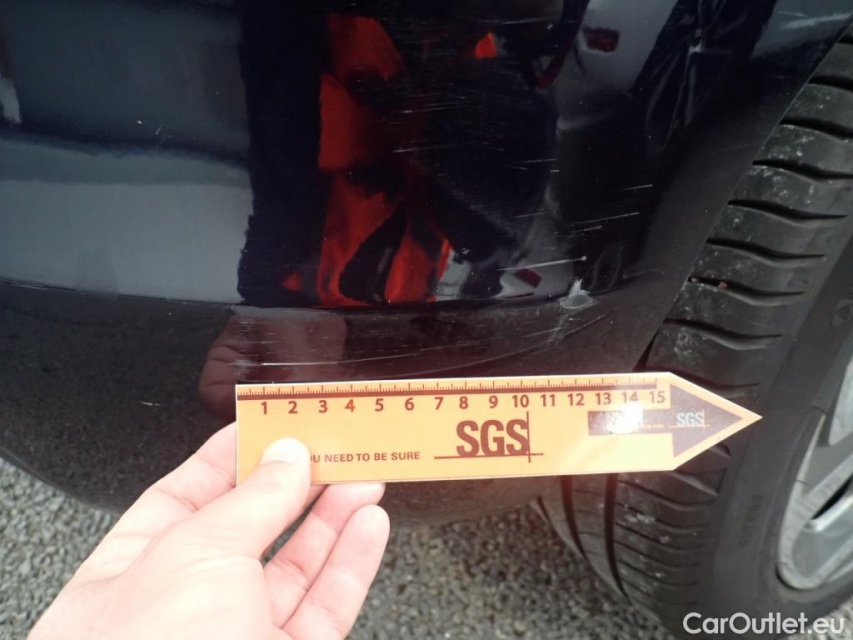 1 2 3 4 5 6 7 8 9 10 11 12 13 14 15
SGS
SGS
U NEED TO BE SURE
CarOutlet.eu